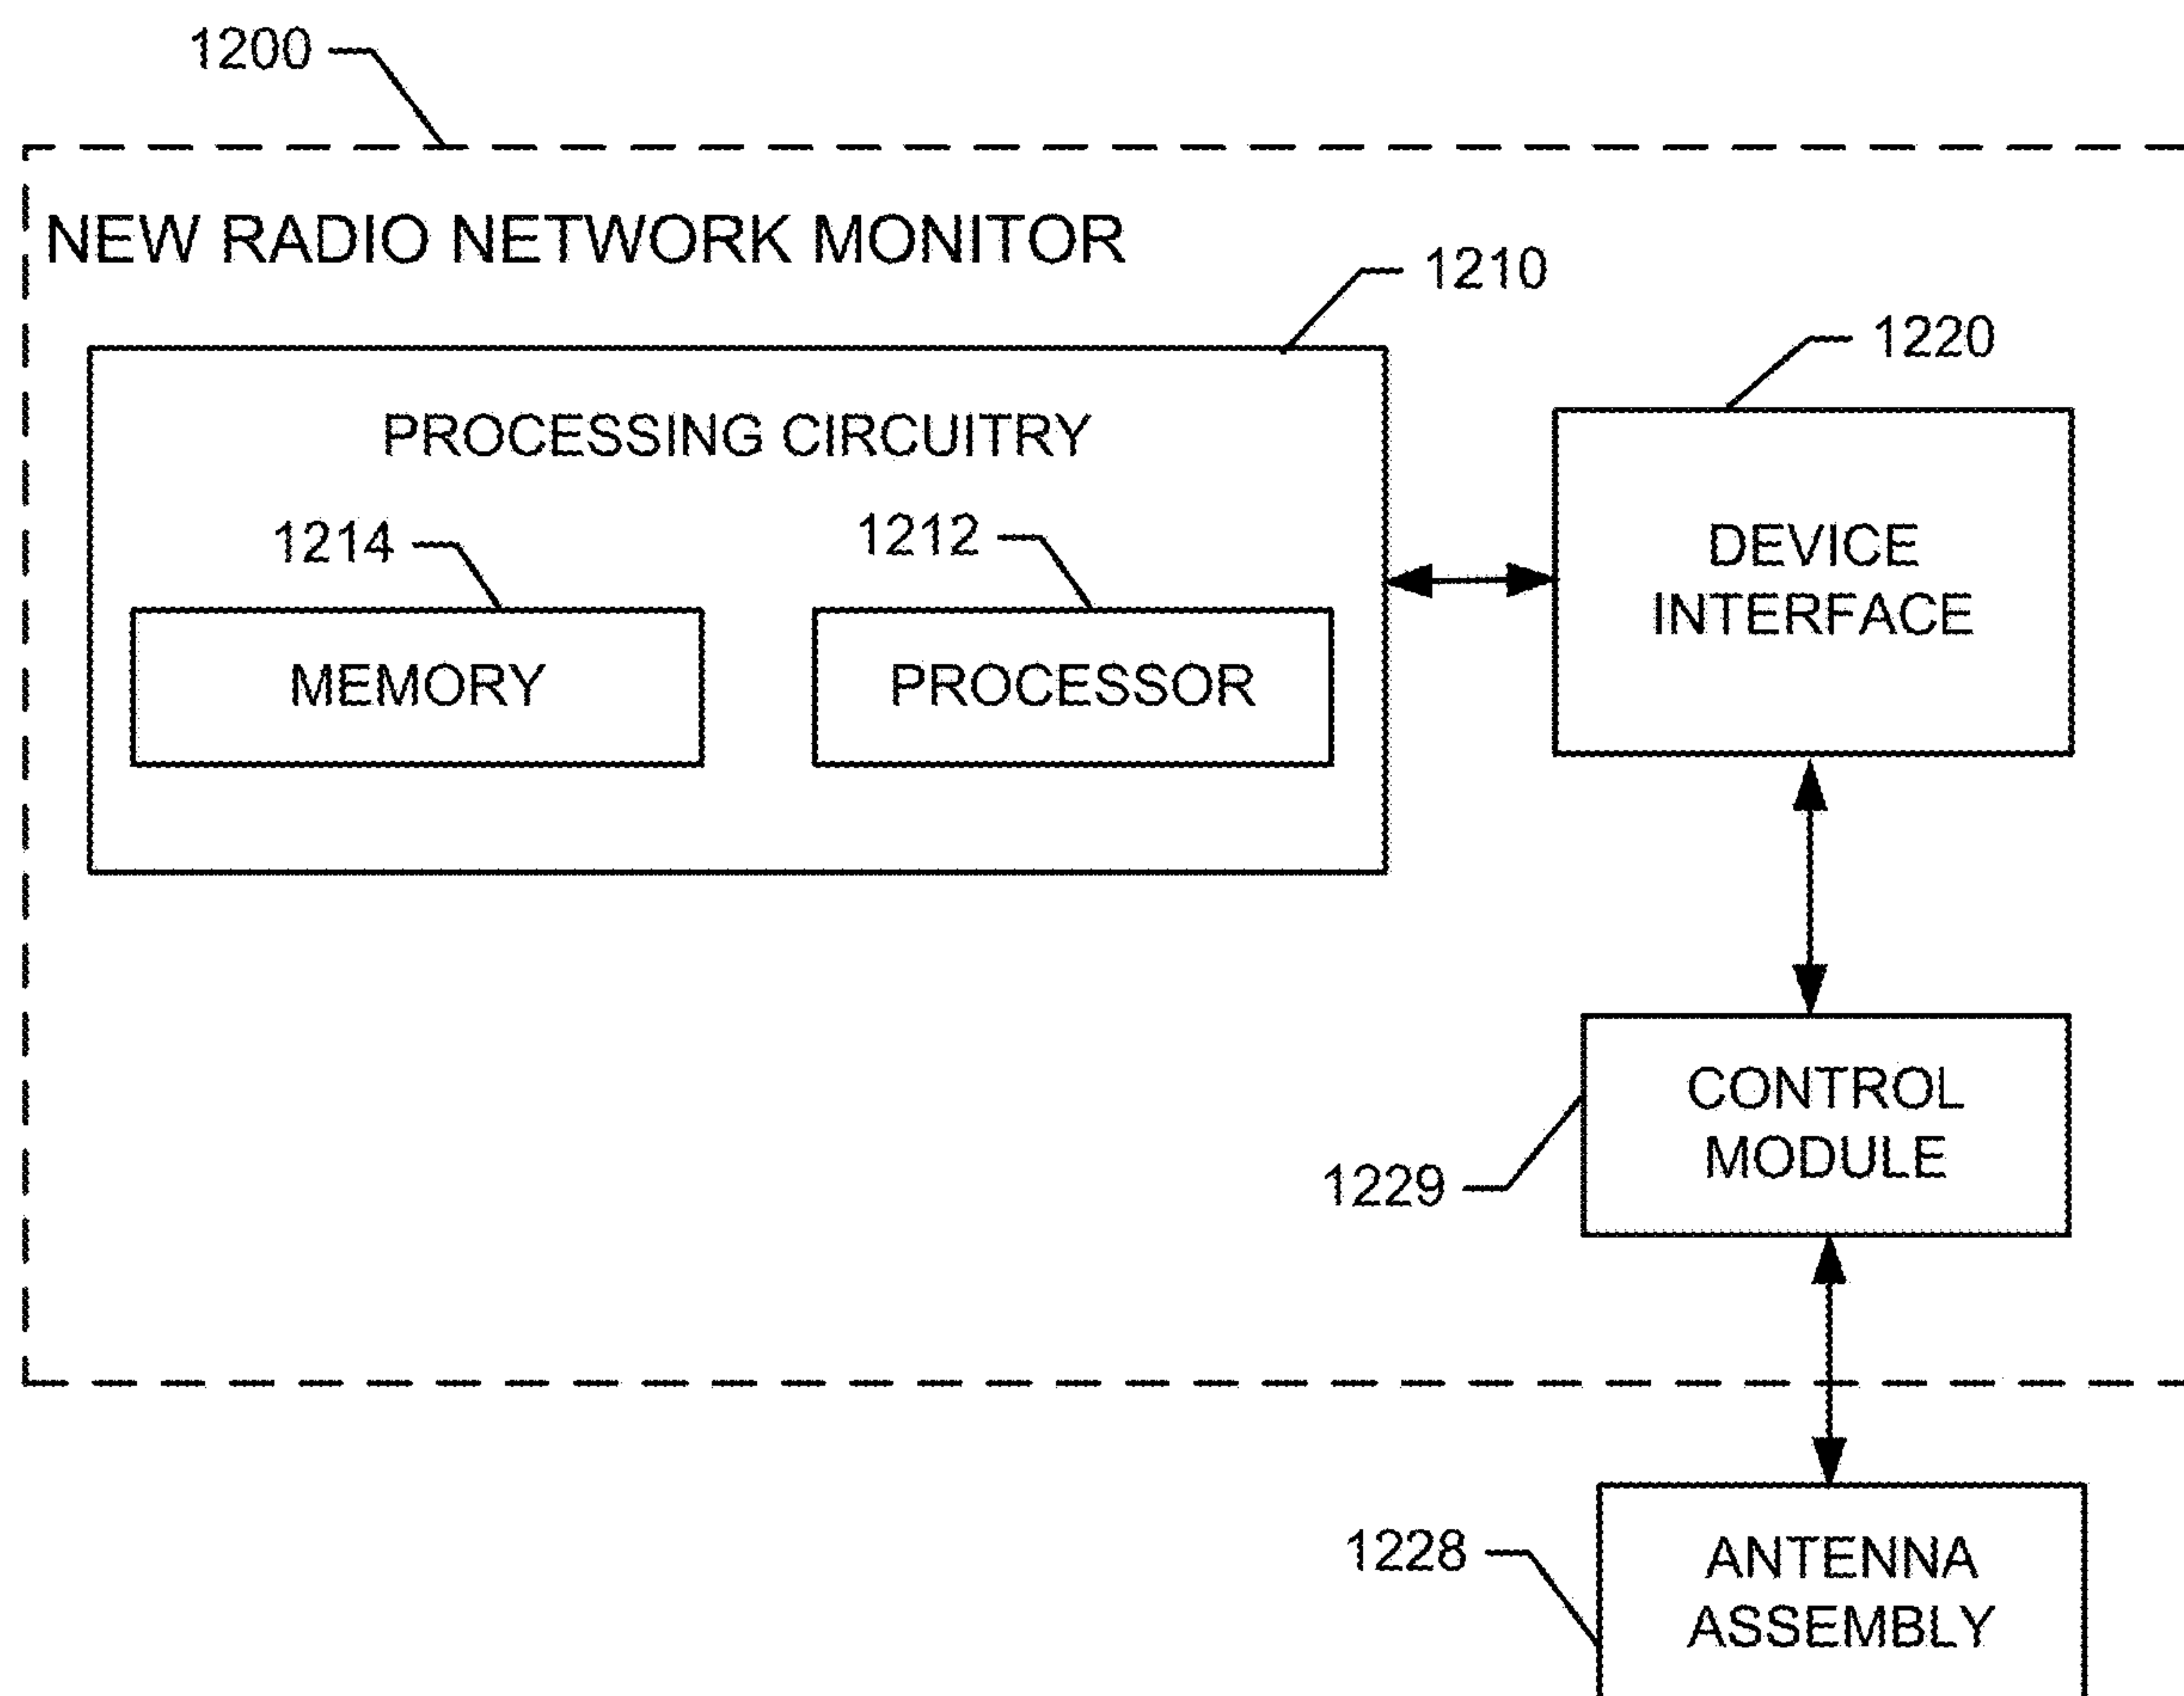 1200
NEW RADIO NETWORK MONITOR
1210
1220
PROCESSING CIRCUITRY
1214
1212
DEVICE
INTERFACE
MEMORY
PROCESSOR
CONTROL
MODULE
1229
1228
ANTENNA
ASSEMBLY